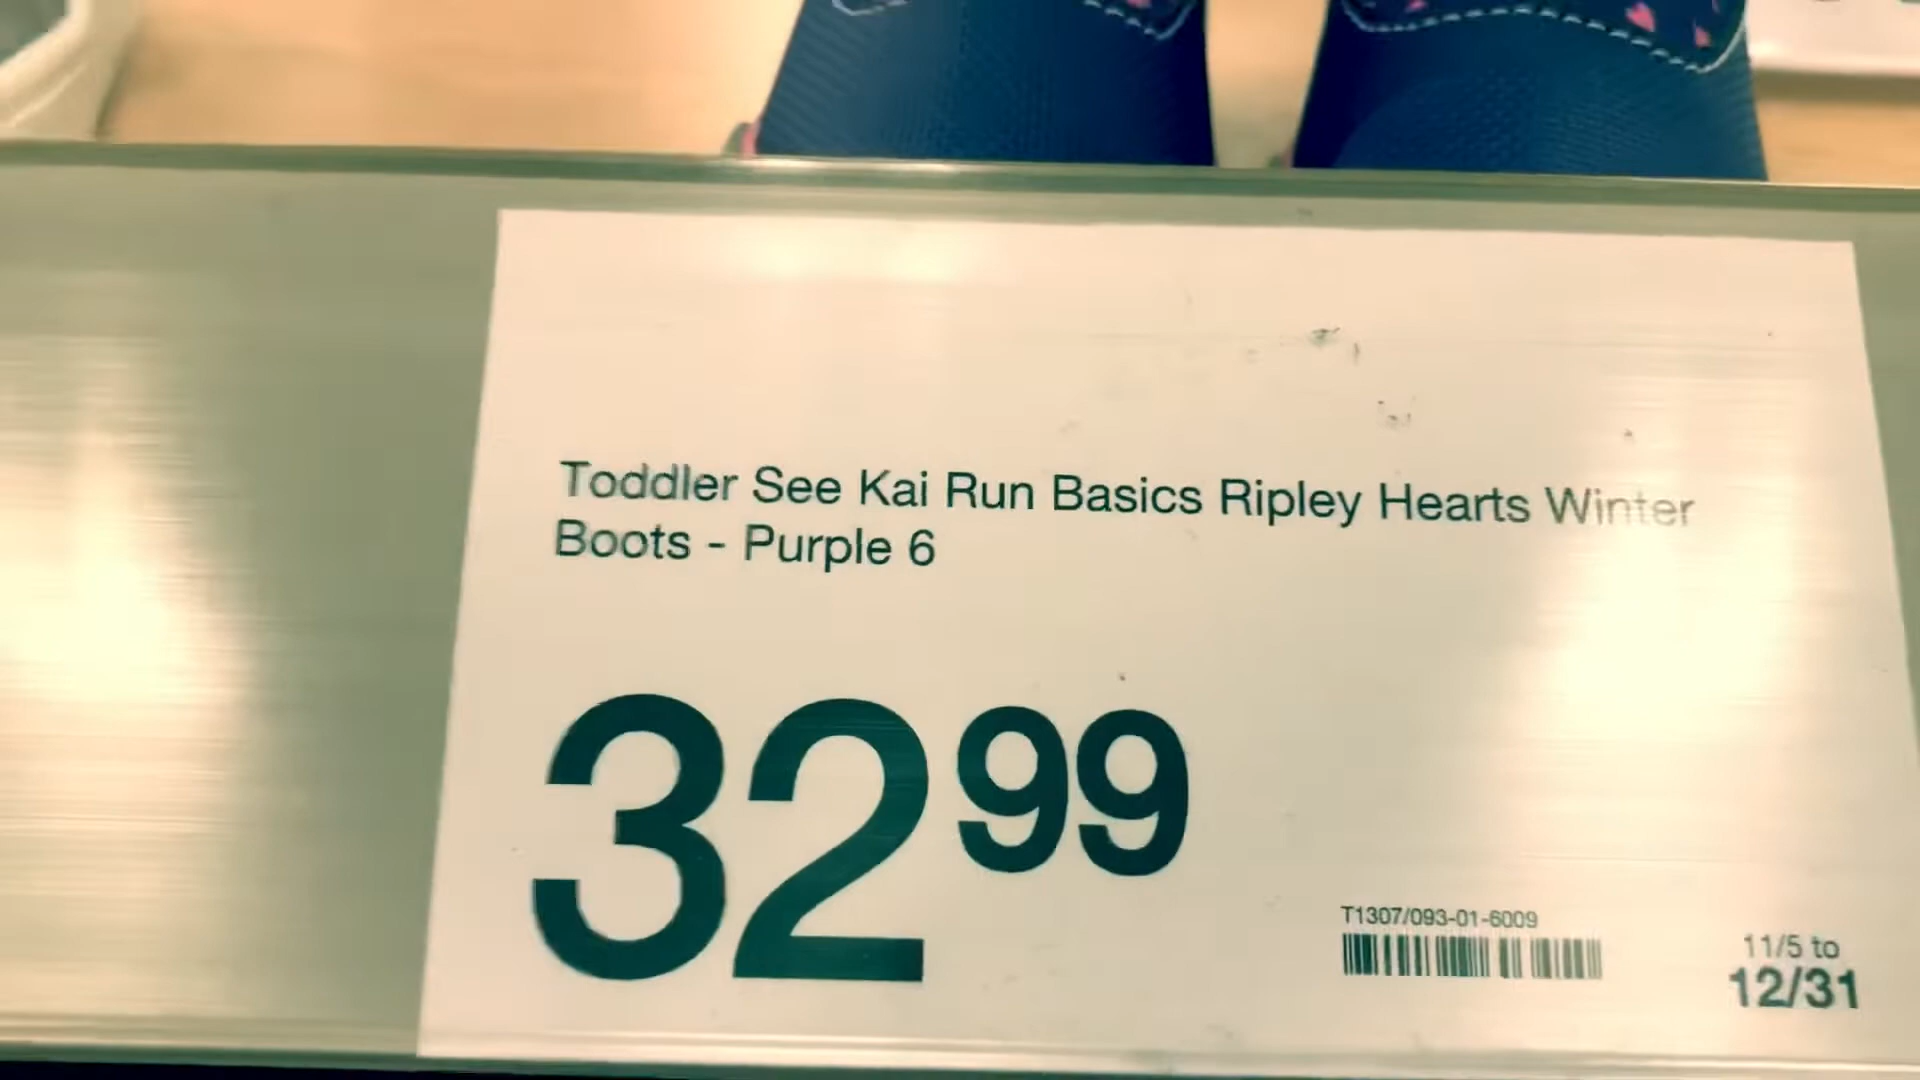 Toddler See Kai Run Basics Ripley Hearts Winter
Boots - Purple 6
32 99
T1307/093-01-6009
11/5 to
12/31